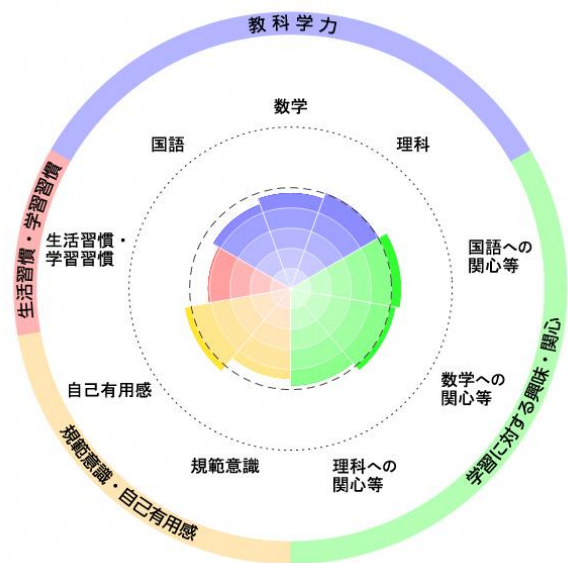 教科学力
数学
国語
理科
生活習慣・学習習慣
生活習慣・
学習習慣
国語への
関心等
自己有用感
数学への
関心等
学習に対する興味・関心
規範意識
理科への
関心等
規範意識・自己有用感